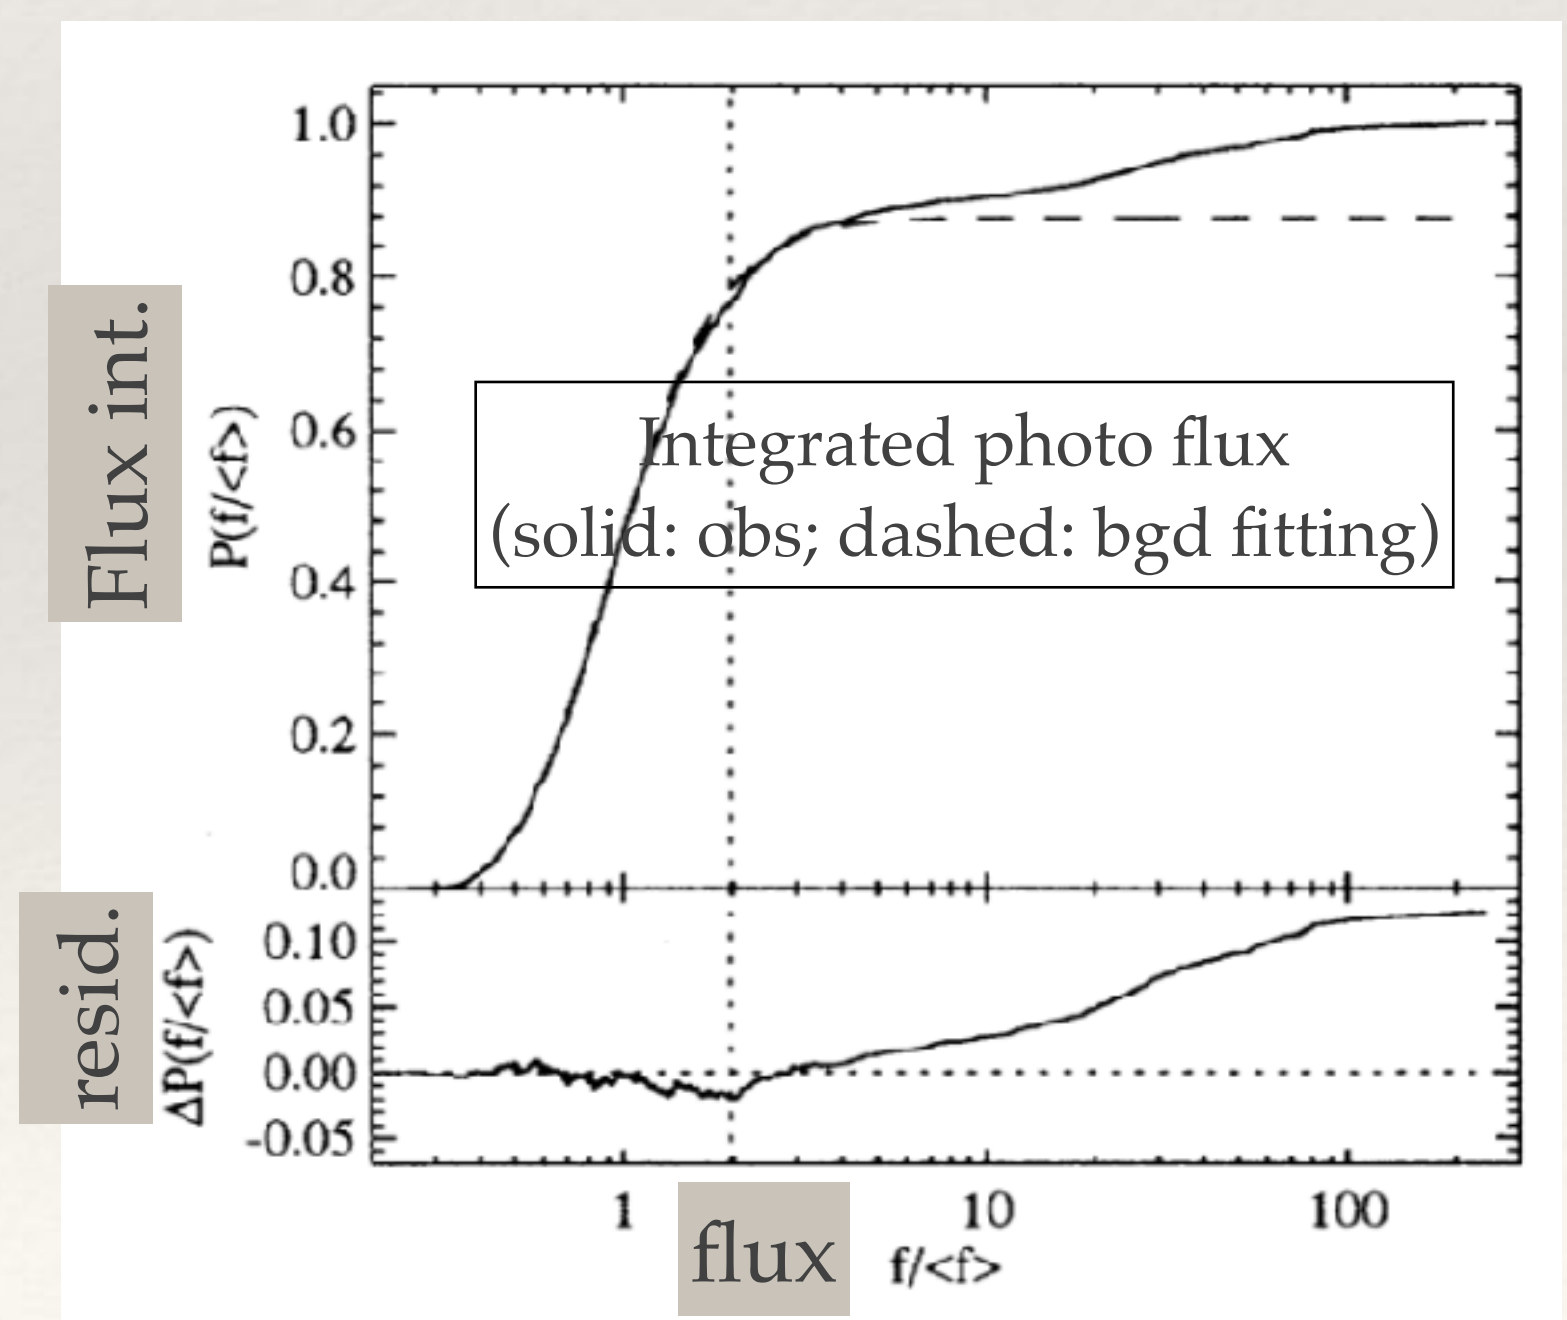 1.0
0.8
0.6
0.4
0.2
0.0
Flux int.
P(f/<f>)
Integrated photo flux
(solid: obs; dashed: bgd fitting)
0.10
0.05
0.00
-0.05
resid.
ΔP(f/<f>)
1 10 100
flux
f/<f>